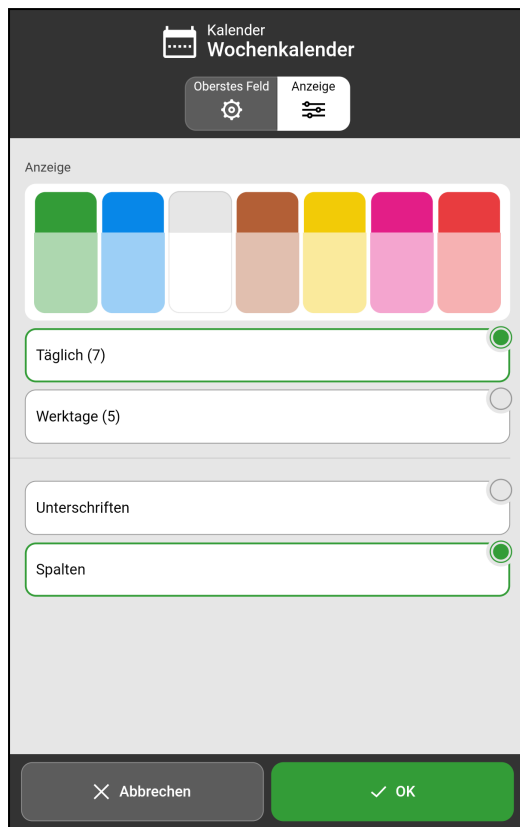 Kalender
Wochenkalender
Oberstes Feld
Anzeige
Anzeige
Täglich (7)
Werktage (5)
Unterschriften
Spalten
Abbrechen
OK